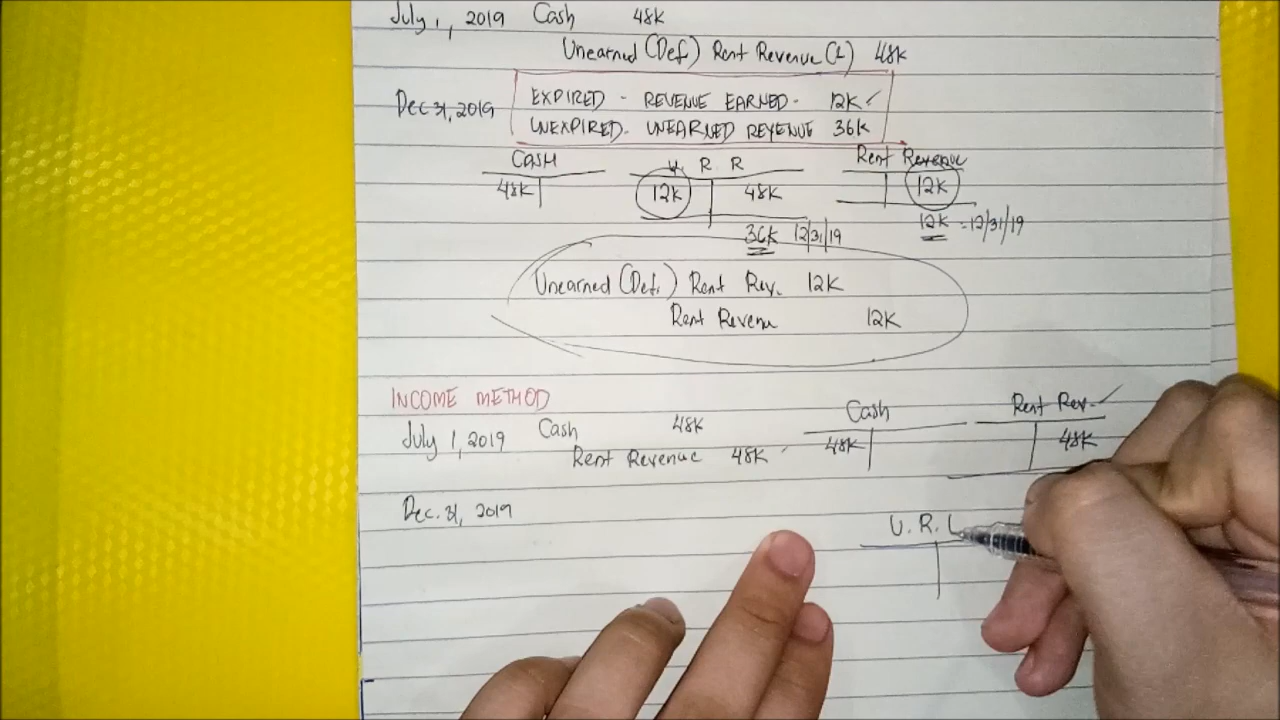 July 1, 2019 Cash 48K
Unearned (Def.) Rent Revenue (L) 48K
Dec 31, 2019
EXPIRED - REVENUE EARNED - 12K ✓
UNEXPIRED - UNEARNED REVENUE 36K
CASH U. R. R Rent Revenue
48K 12K 48K 12K
36K 12/31/19 12K = 12/31/19
Unearned (Def.) Rent Rev. 12K
Rent Revenu 12K
INCOME METHOD
Cash Rent Rev. ✓
July 1, 2019 Cash 48K
Rent Revenue 48K 48K 48K
Dec. 31, 2019
U. R.